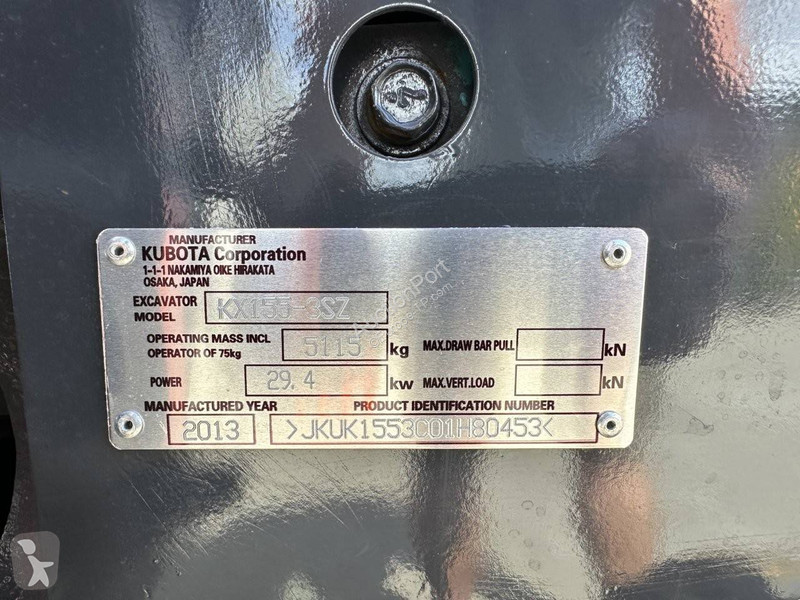 MANUFACTURER
KUBOTA Corporation
1-1-1 NAKAMIYA OIKE HIRAKATA
OSAKA, JAPAN
EXCAVATOR MODEL KX155-3SZ
OPERATING MASS INCL OPERATOR OF 75kg 5115 kg MAX.DRAW BAR PULL kN
POWER 29.4 kw MAX.VERT.LOAD kN
MANUFACTURED YEAR PRODUCT IDENTIFICATION NUMBER
2013 >JKUK1553C01H80453<